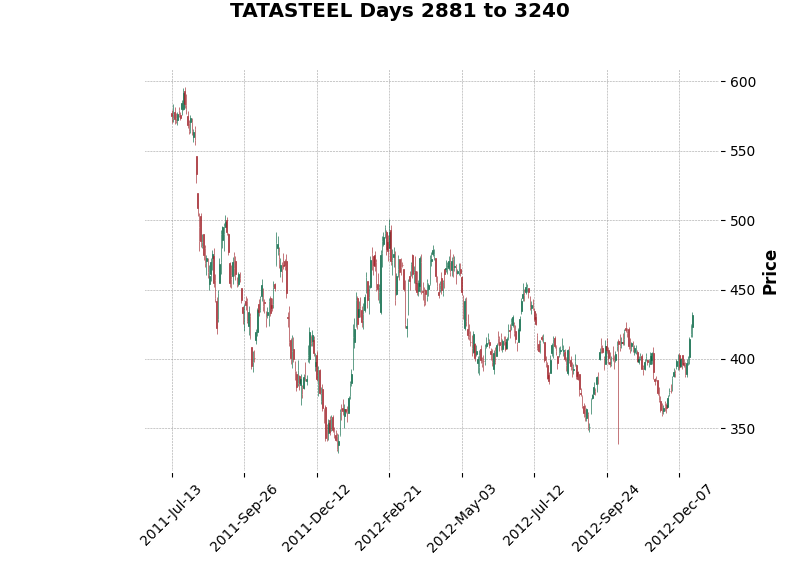 TATASTEEL Days 2881 to 3240
600
550
500
450
400
350
Price
2011-Jul-13
2011-Sep-26
2011-Dec-12
2012-Feb-21
2012-May-03
2012-Jul-12
2012-Sep-24
2012-Dec-07